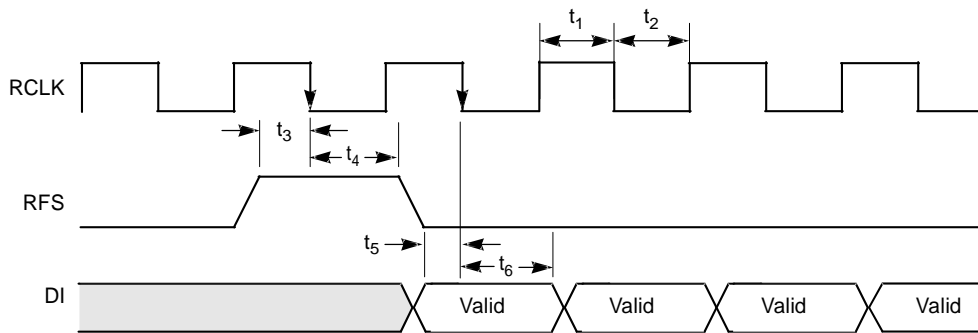 t₁ t₂
RCLK
t₃
t₄
RFS
t₅
t₆
DI Valid Valid Valid Valid